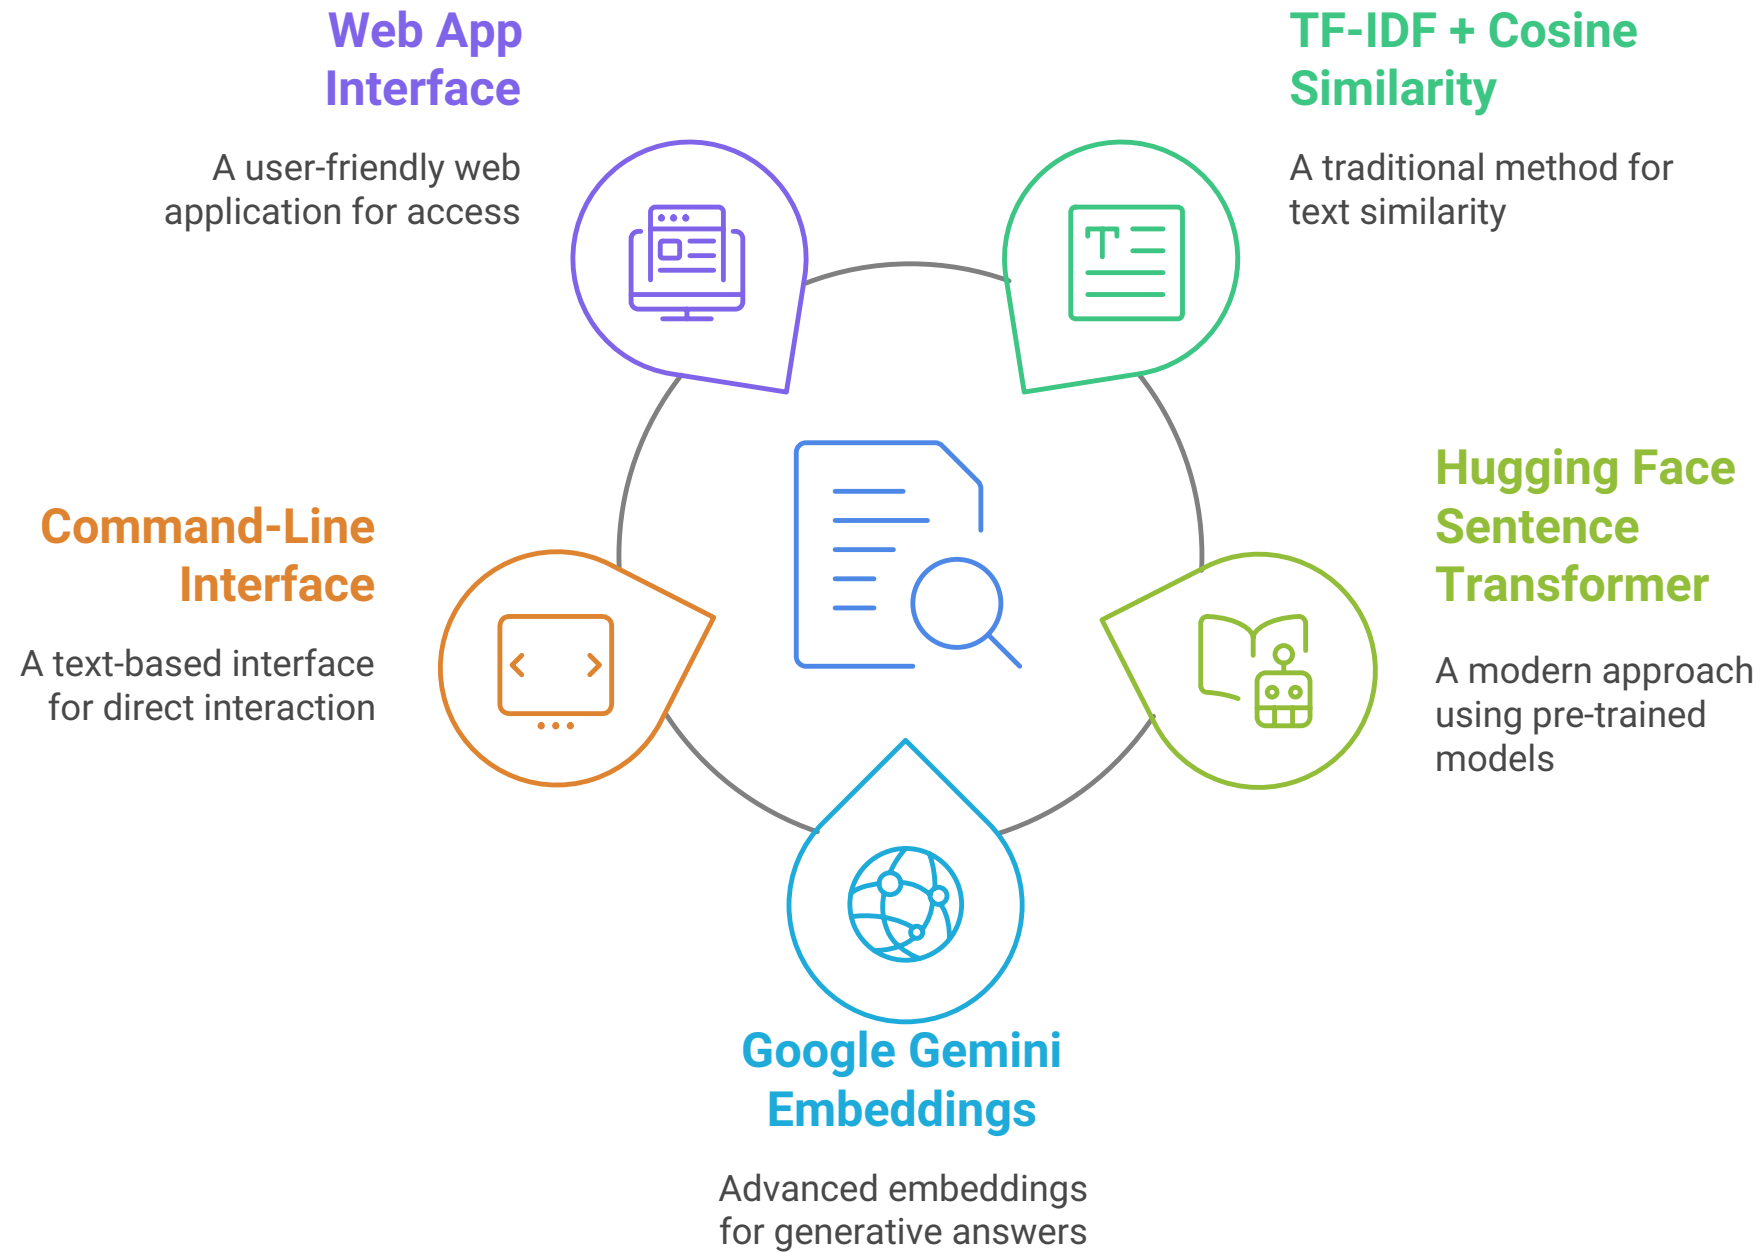 Web App
Interface
A user-friendly web
application for access
TF-IDF + Cosine
Similarity
A traditional method for
text similarity
Command-Line
Interface
A text-based interface
for direct interaction
Hugging Face
Sentence
Transformer
A modern approach
using pre-trained
models
Google Gemini
Embeddings
Advanced embeddings
for generative answers